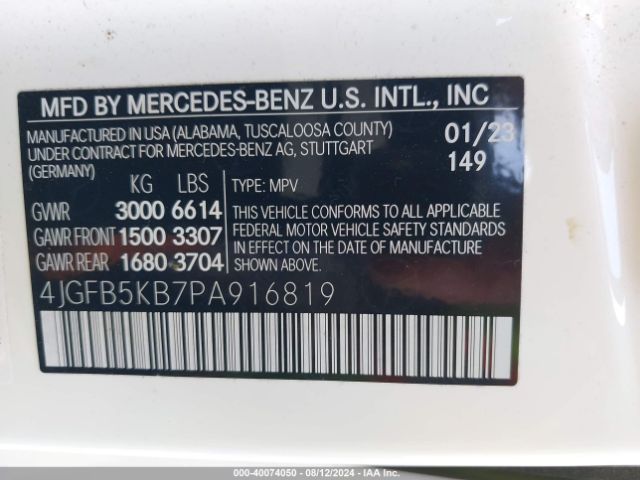 MFD BY MERCEDES-BENZ U.S. INTL., INC
MANUFACTURED IN USA (ALABAMA, TUSCALOOSA COUNTY)
UNDER CONTRACT FOR MERCEDES-BENZ AG, STUTTGART
(GERMANY)
01/23
149
KG LBS
GVWR 3000 6614
GAWR FRONT 1500 3307
GAWR REAR 1680 3704
TYPE: MPV
THIS VEHICLE CONFORMS TO ALL APPLICABLE
FEDERAL MOTOR VEHICLE SAFETY STANDARDS
IN EFFECT ON THE DATE OF MANUFACTURE
SHOWN ABOVE.
4JGFB5KB7PA916819
000-40074050 - 08/12/2024 - IAAI.COM